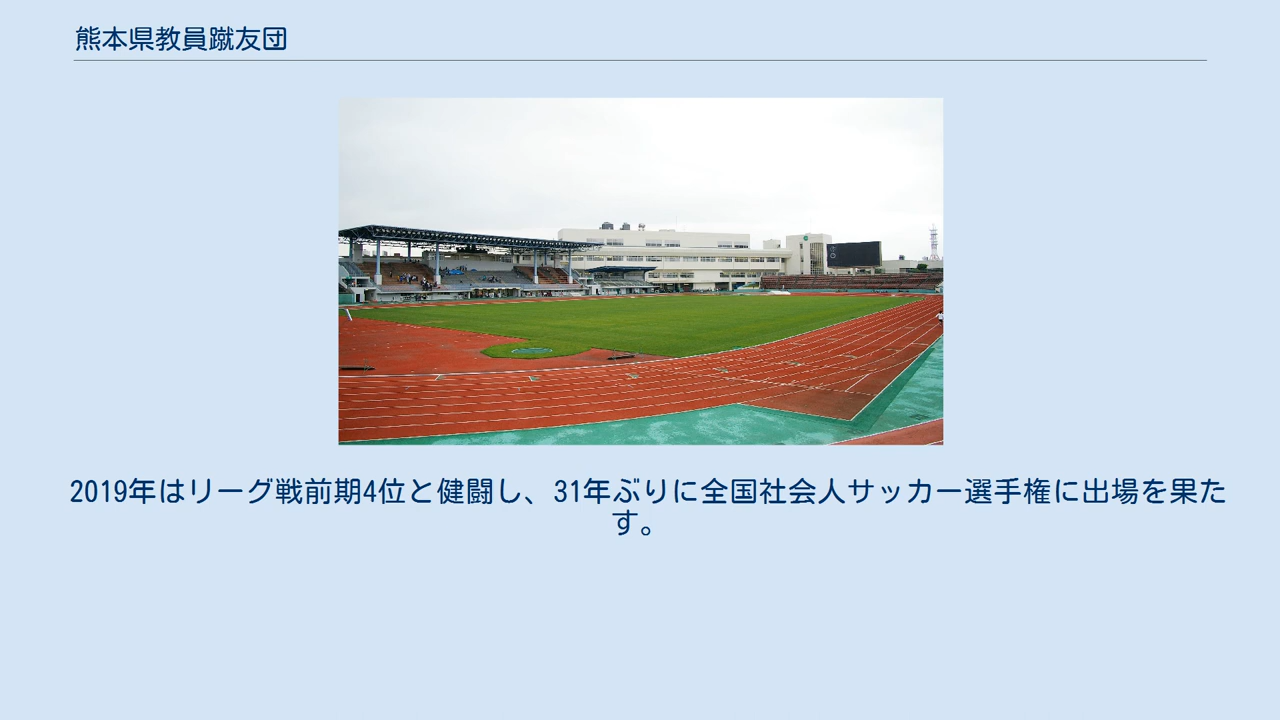 熊本県教員蹴友団
2019年はリーグ戦前期4位と健闘し、31年ぶりに全国社会人サッカー選手権に出場を果た
す。